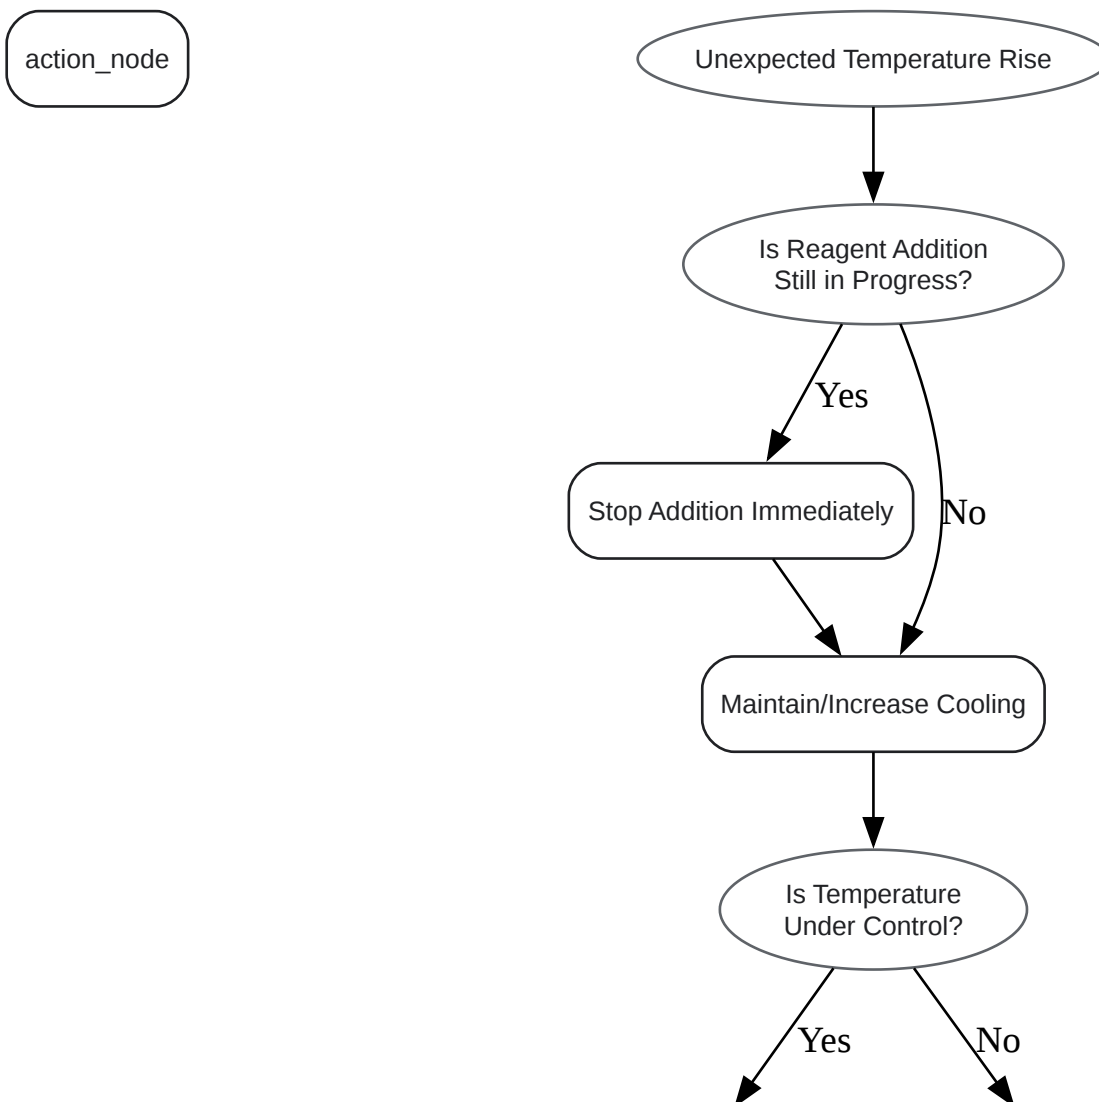 action_node
Unexpected Temperature Rise
Is Reagent Addition
Still in Progress?
Yes
Stop Addition Immediately
No
Maintain/Increase Cooling
Is Temperature
Under Control?
Yes
No